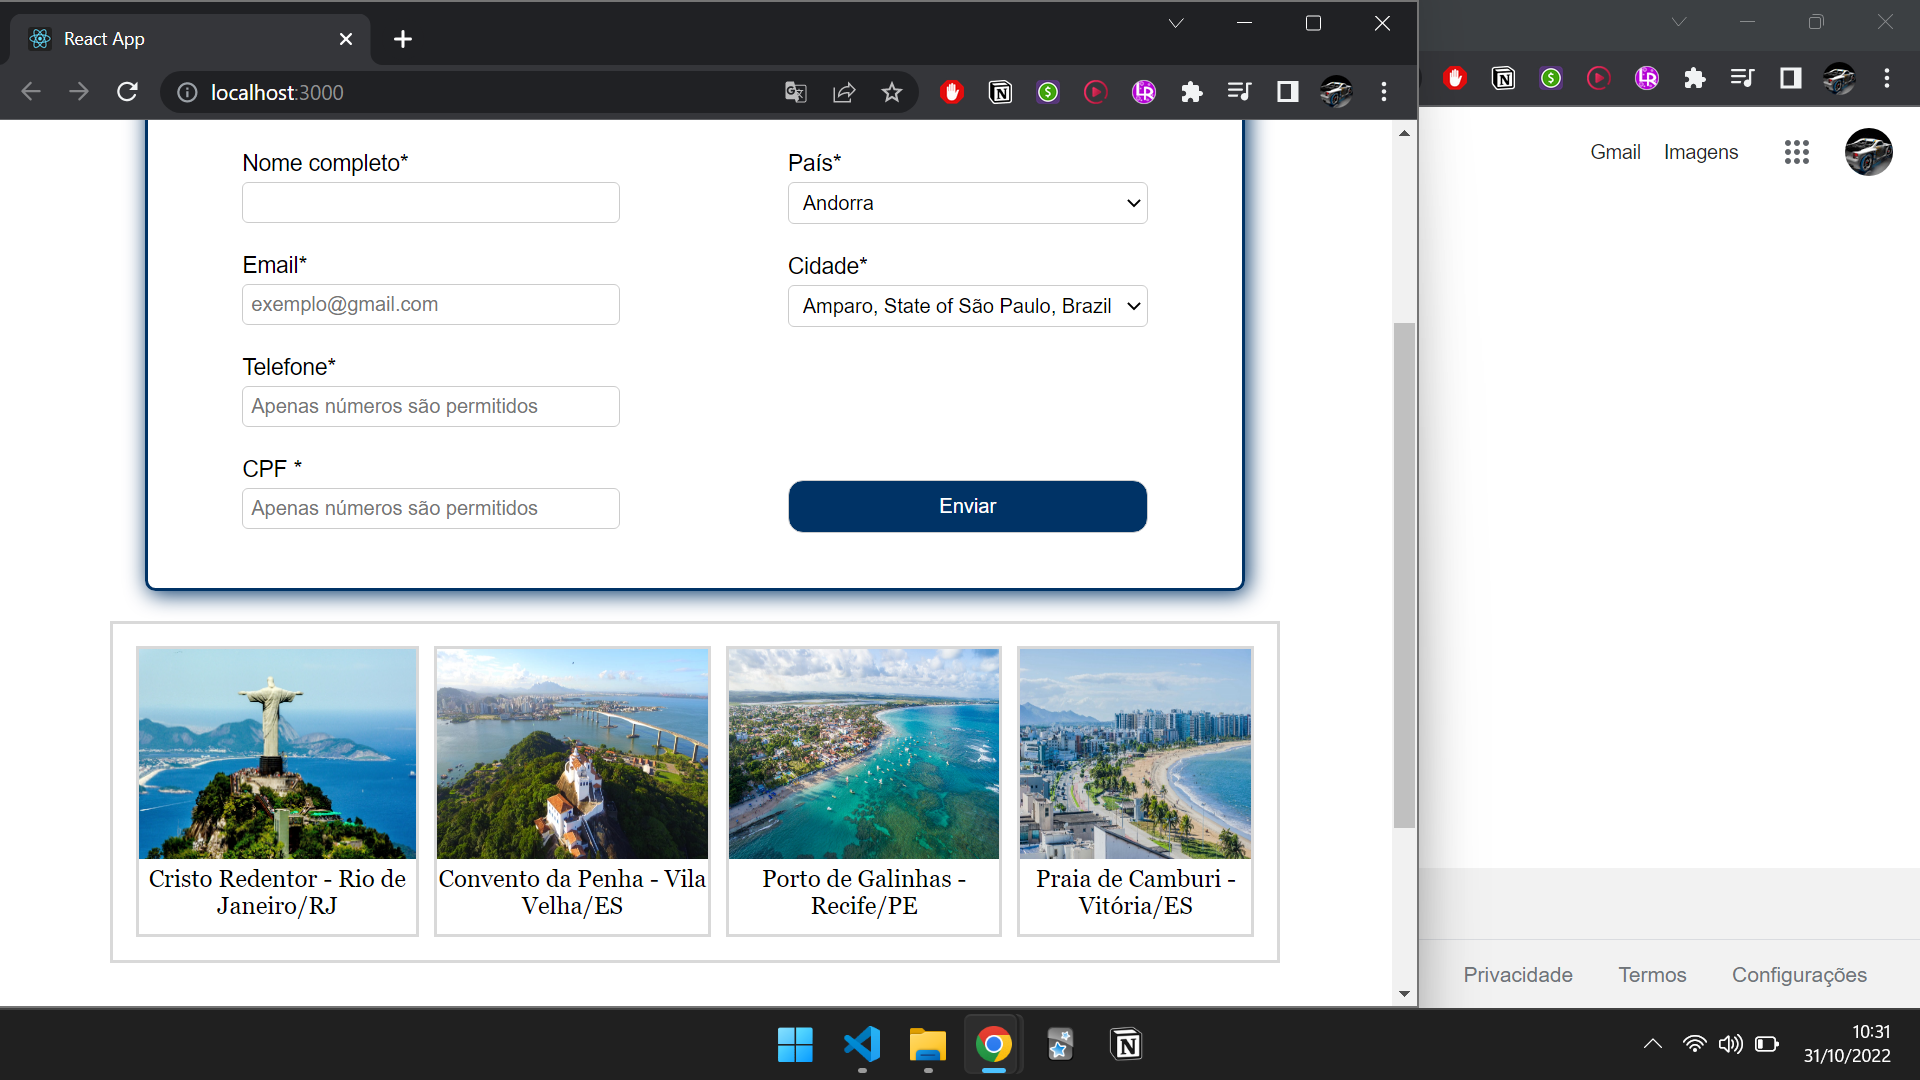 React App
localhost:3000
Gmail
Imagens
Nome completo*
País*
Andorra
Email*
Cidade*
exemplo@gmail.com
Amparo, State of São Paulo, Brazil
Telefone*
Apenas números são permitidos
CPF *
Apenas números são permitidos
Enviar
Cristo Redentor - Rio de
Janeiro/RJ
Convento da Penha - Vila
Velha/ES
Porto de Galinhas -
Recife/PE
Praia de Camburi -
Vitória/ES
Privacidade
Termos
Configurações
10:31
31/10/2022